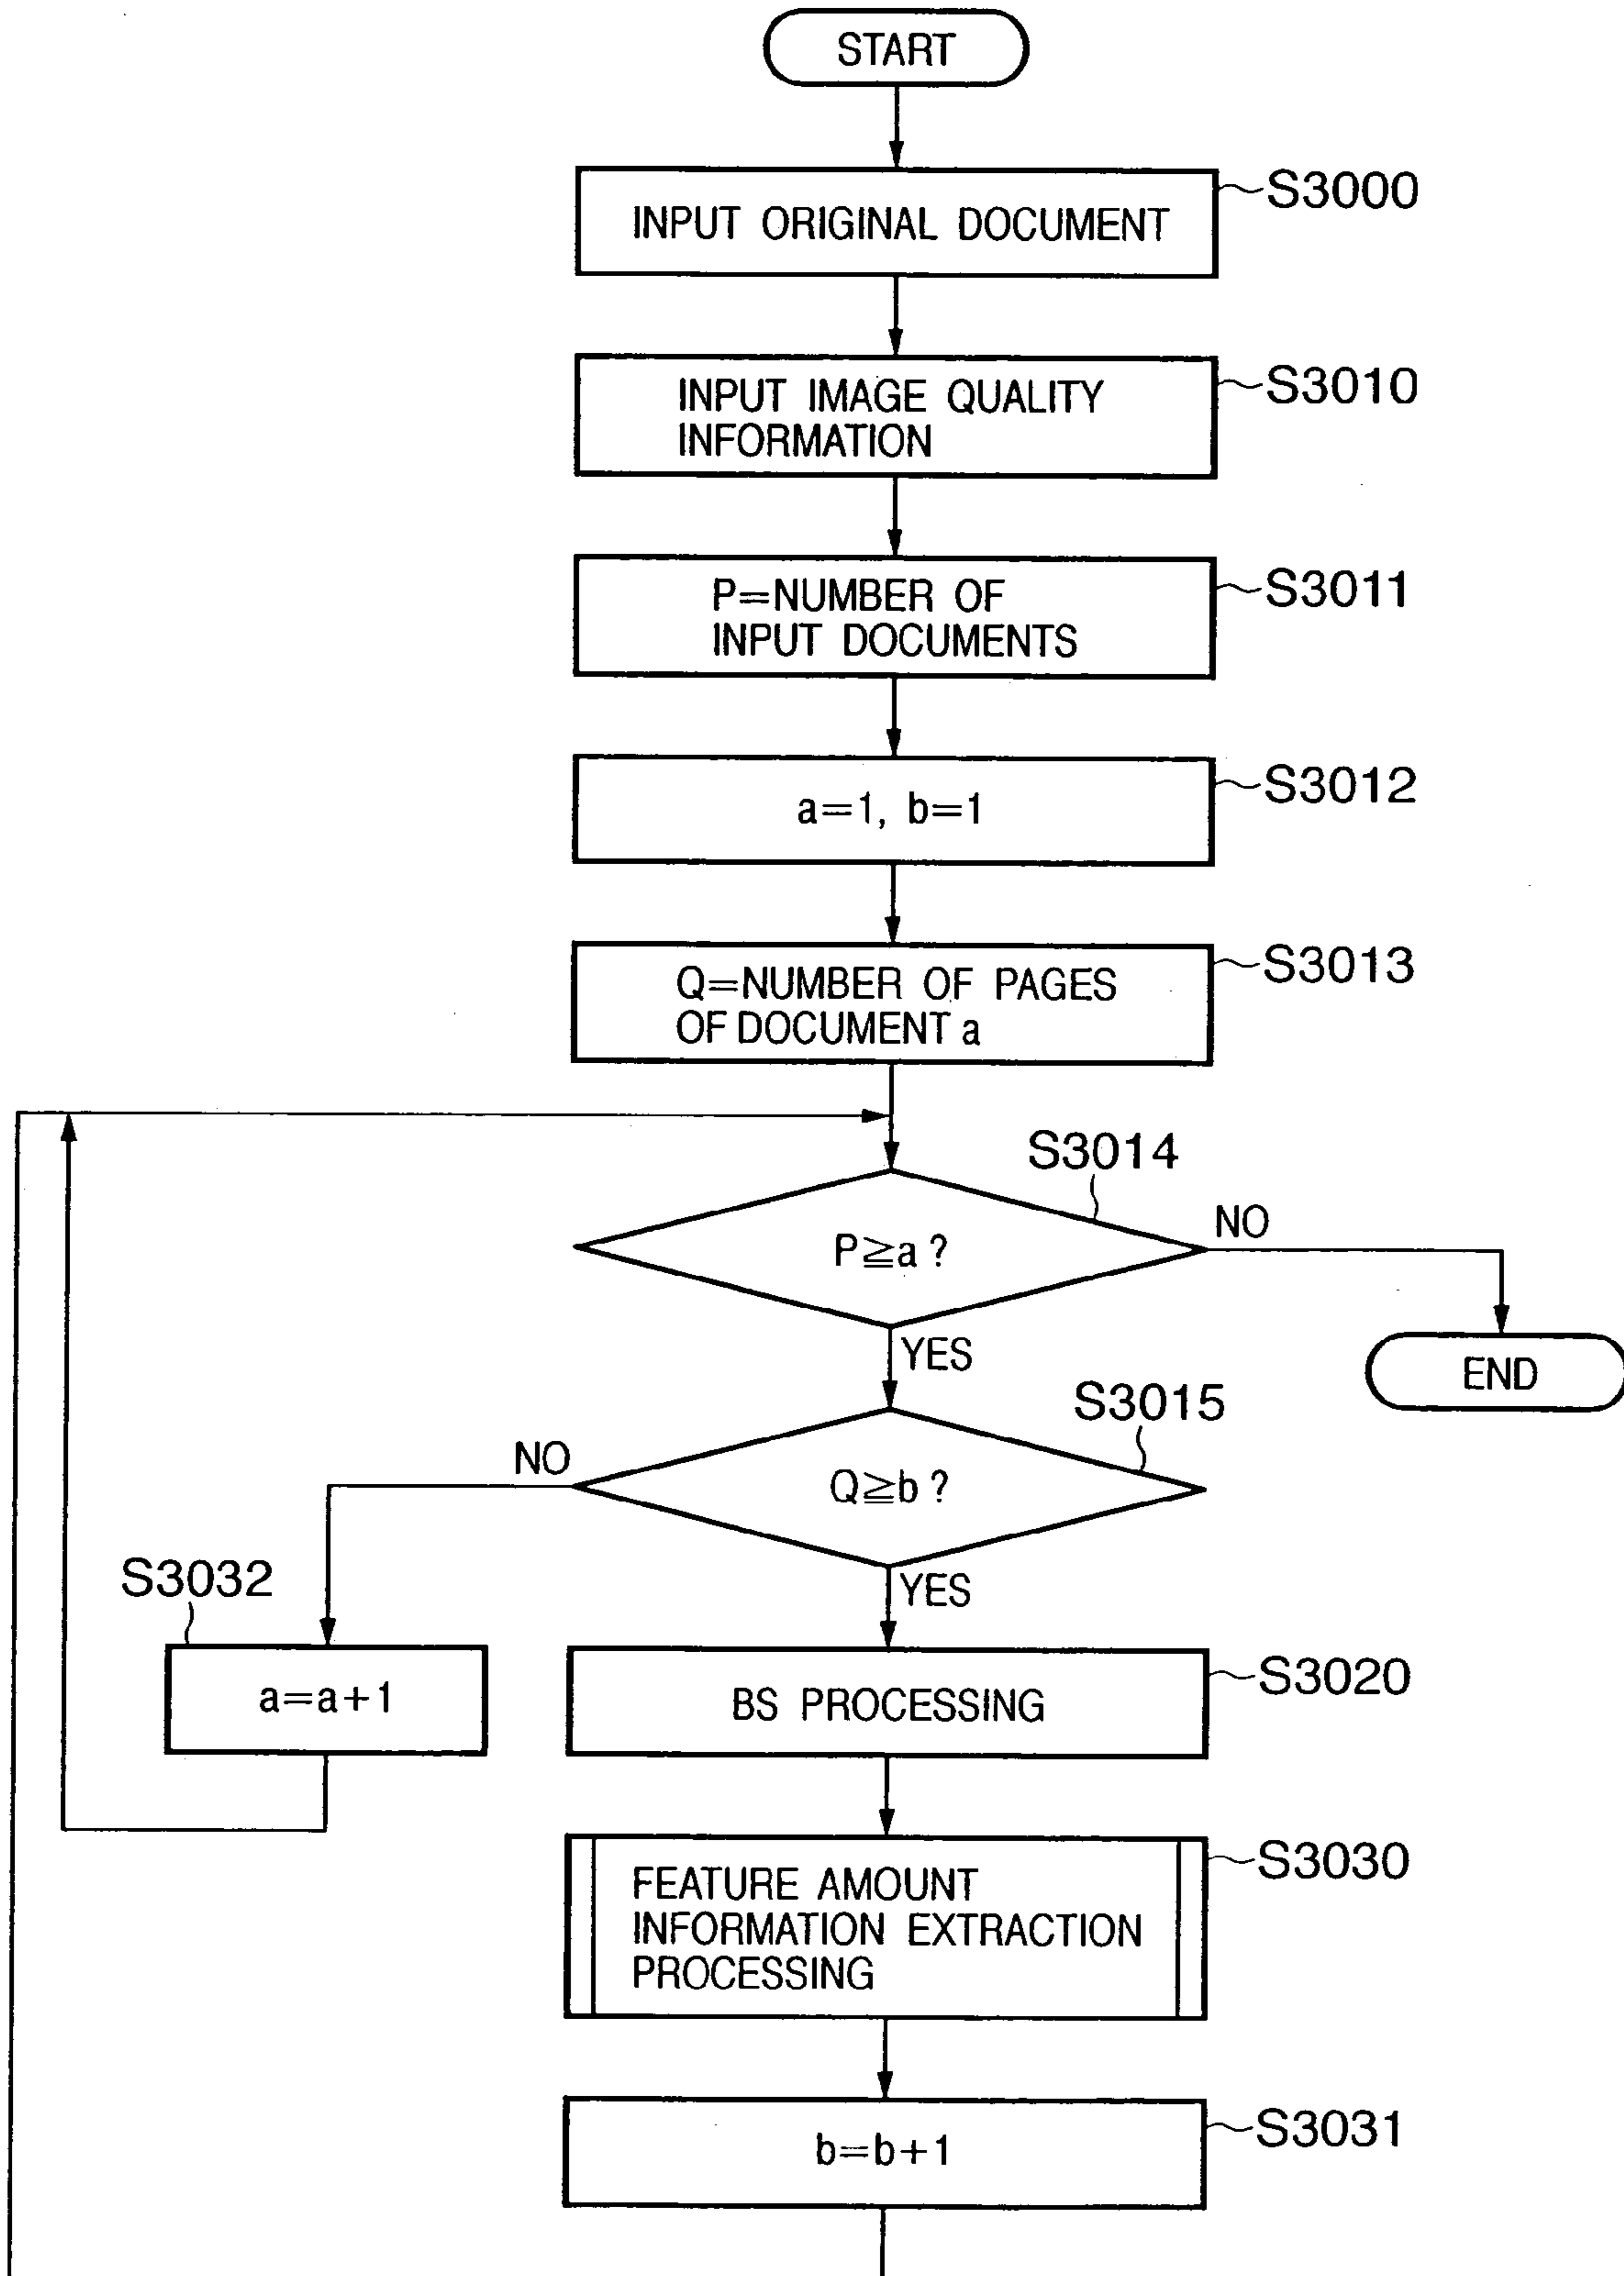 START
INPUT ORIGINAL DOCUMENT
S3000
INPUT IMAGE QUALITY
INFORMATION
S3010
P=NUMBER OF
INPUT DOCUMENTS
S3011
a=1, b=1
S3012
Q=NUMBER OF PAGES
OF DOCUMENT a
S3013
S3014
P≧a?
NO
YES
END
S3015
Q≧b?
NO
YES
S3032
a=a+1
BS PROCESSING
S3020
FEATURE AMOUNT
INFORMATION EXTRACTION
PROCESSING
S3030
b=b+1
S3031